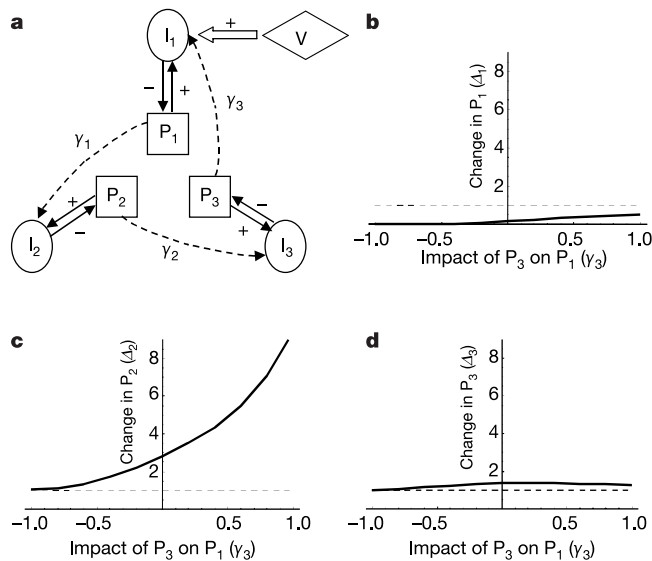 a
I₁
+
V
−
+
γ₁
γ₃
P₁
P₂
P₃
+
−
−
+
I₂
γ₂
I₃
b
Change in P₁ (Δ₁)
8
6
4
2
−1.0
−0.5
0
0.5
1.0
Impact of P₃ on P₁ (γ₃)
c
Change in P₂ (Δ₂)
8
6
4
2
−1.0
−0.5
0
0.5
1.0
Impact of P₃ on P₁ (γ₃)
d
Change in P₃ (Δ₃)
8
6
4
2
−1.0
−0.5
0
0.5
1.0
Impact of P₃ on P₁ (γ₃)